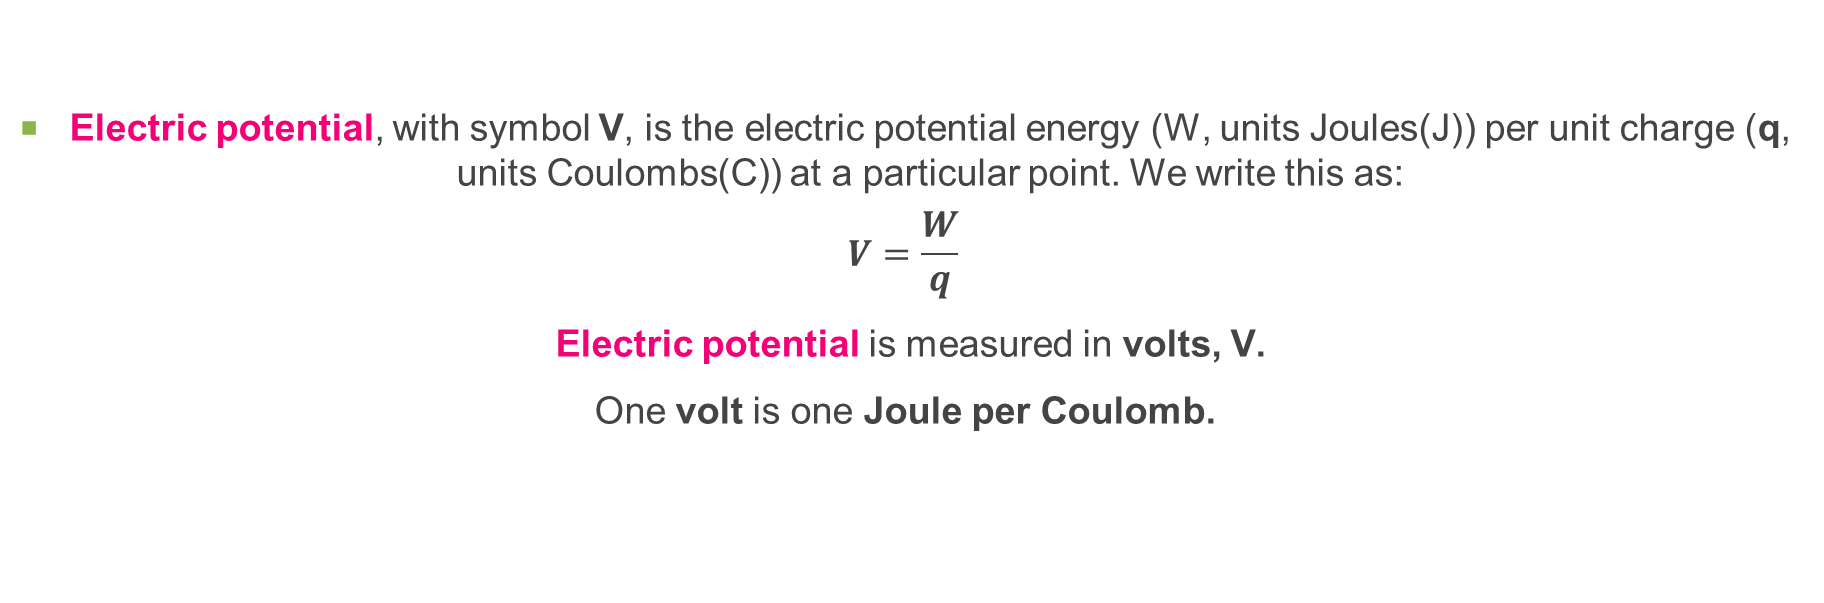 ▪ Electric potential, with symbol V, is the electric potential energy (W, units Joules(J)) per unit charge (q,
units Coulombs(C)) at a particular point. We write this as:
V = W/q
Electric potential is measured in volts, V.
One volt is one Joule per Coulomb.